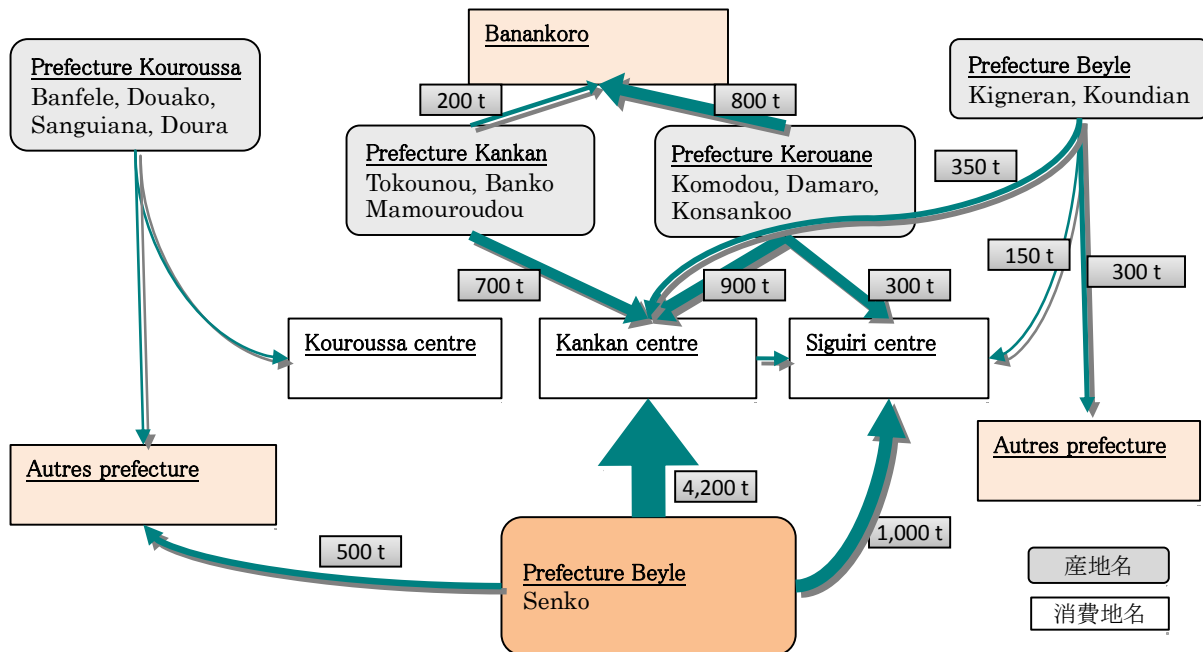 Banankoro
Prefecture Kouroussa
Banfele, Douako,
Sanguiana, Doura
Prefecture Beyle
Kigneran, Koundian
200 t
800 t
Prefecture Kankan
Tokounou, Banko
Mamouroudou
Prefecture Kerouane
Komodou, Damaro,
Konsankoo
350 t
150 t
300 t
700 t
900 t
300 t
Kouroussa centre
Kankan centre
Siguiri centre
Autres prefecture
Autres prefecture
4,200 t
1,000 t
500 t
Prefecture Beyle
Senko
産地名
消費地名